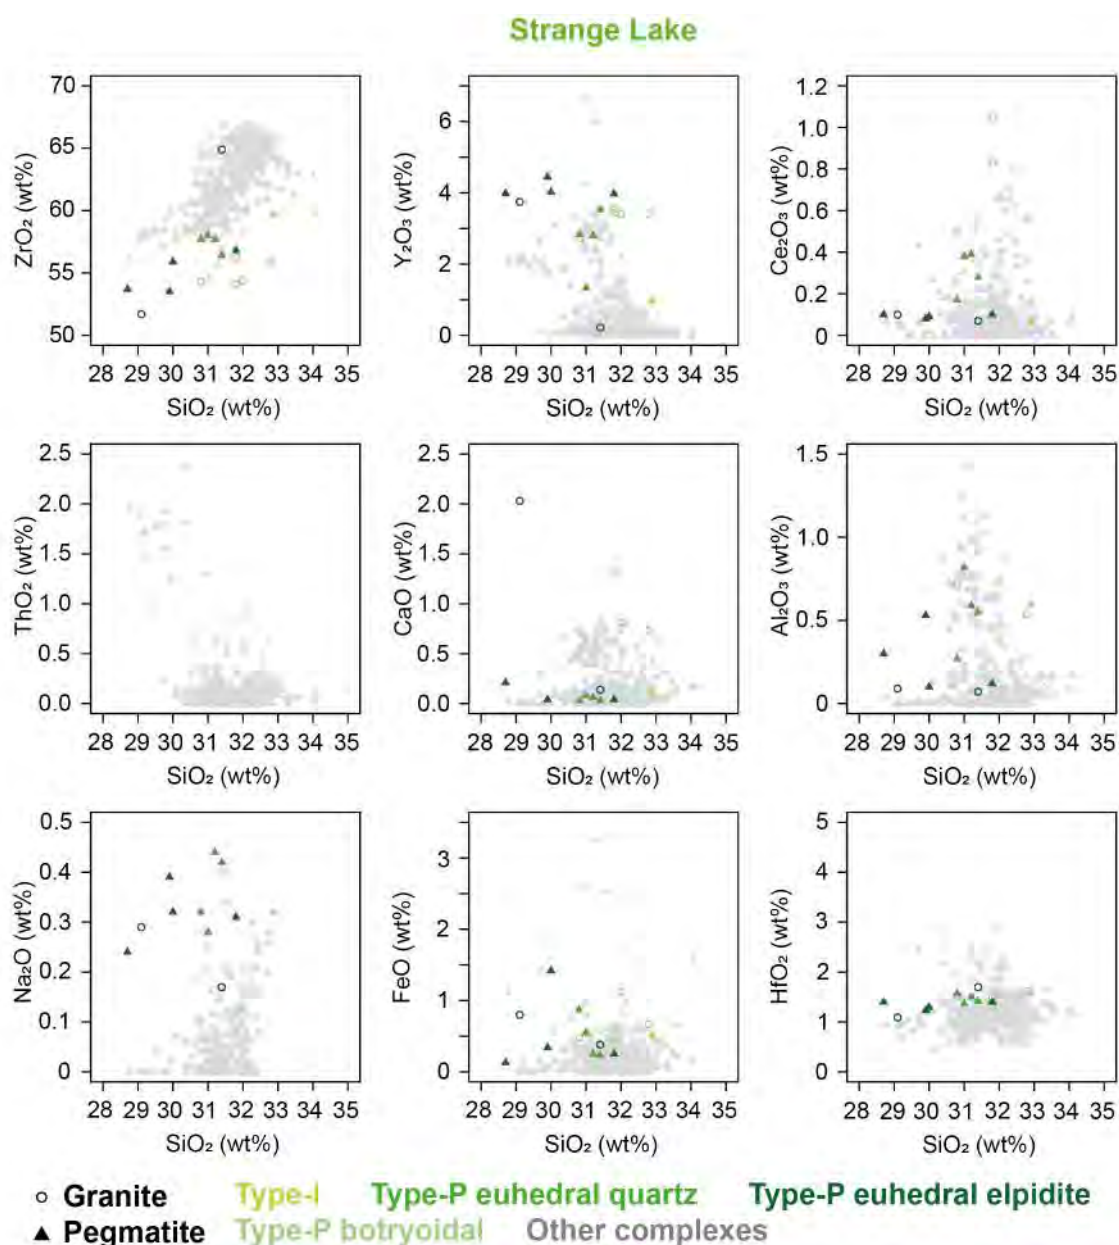 Strange Lake
70
65
60
55
50
ZrO₂ (wt%)
28 29 30 31 32 33 34 35
SiO₂ (wt%)
6
4
2
0
Y₂O₃ (wt%)
28 29 30 31 32 33 34 35
SiO₂ (wt%)
1.2
1.0
0.8
0.6
0.4
0.2
0
Ce₂O₃ (wt%)
28 29 30 31 32 33 34 35
SiO₂ (wt%)
2.5
2.0
1.5
1.0
0.5
0.0
ThO₂ (wt%)
28 29 30 31 32 33 34 35
SiO₂ (wt%)
2.5
2.0
1.5
1.0
0.5
0.0
CaO (wt%)
28 29 30 31 32 33 34 35
SiO₂ (wt%)
1.5
1.0
0.5
0.0
Al₂O₃ (wt%)
28 29 30 31 32 33 34 35
SiO₂ (wt%)
0.5
0.4
0.3
0.2
0.1
0
Na₂O (wt%)
28 29 30 31 32 33 34 35
SiO₂ (wt%)
3
2
1
0
FeO (wt%)
28 29 30 31 32 33 34 35
SiO₂ (wt%)
5
4
3
2
1
0
HfO₂ (wt%)
28 29 30 31 32 33 34 35
SiO₂ (wt%)
Granite Type-I Type-P euhedral quartz Type-P euhedral elpidite
Pegmatite Type-P botryoidal Other complexes